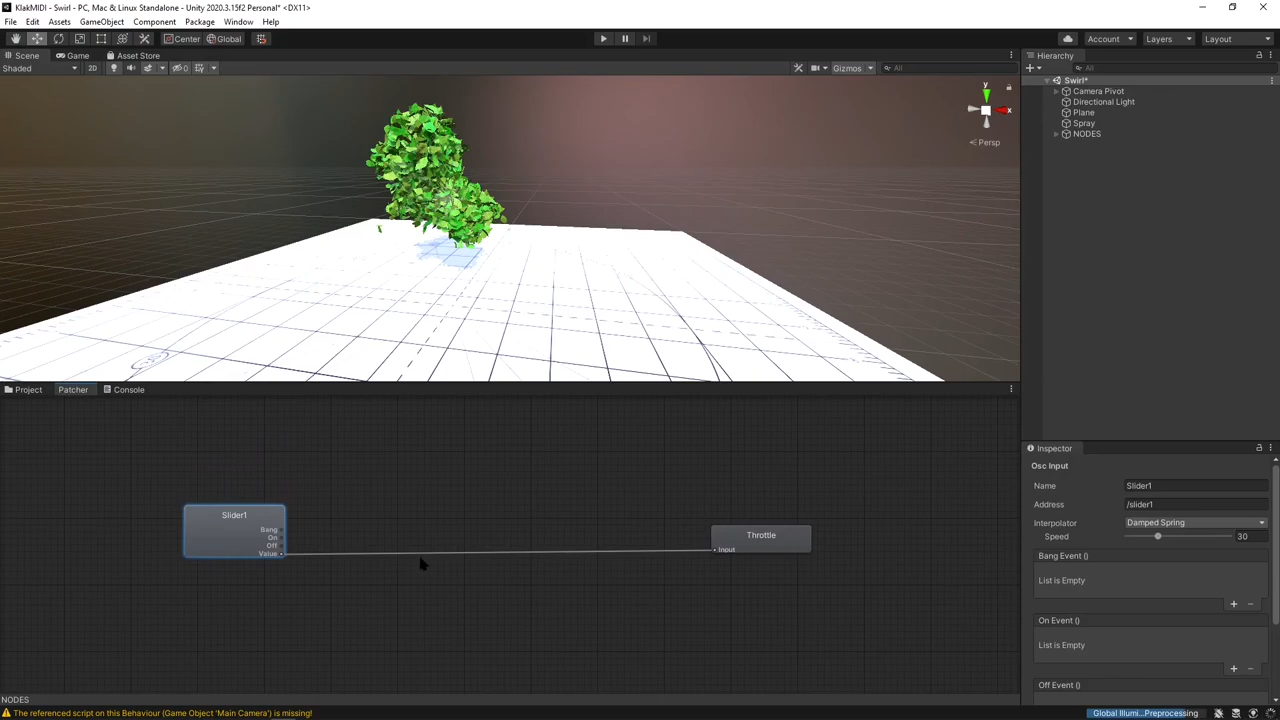 KlakMIDI - Swirl - PC, Mac & Linux Standalone - Unity 2020.3.15f2 Personal* <DX11>
File Edit Assets GameObject Component Package Window Help
Center Global Account Layers Layout
Scene Game Asset Store
Shaded 2D 0 Gizmos All
y
x
Persp
Hierarchy
All
Swirl*
Camera Pivot
Directional Light
Plane
Spray
NODES
Project Patcher Console
Slider1
Bang
On
Off
Value
Throttle
Input
Inspector
Osc Input
Name Slider1
Address /slider1
Interpolator Damped Spring
Speed 30
Bang Event ()
List is Empty
+ −
On Event ()
List is Empty
+ −
Off Event ()
NODES
The referenced script on this Behaviour (Game Object 'Main Camera') is missing!
Global Illumi...Preprocessing